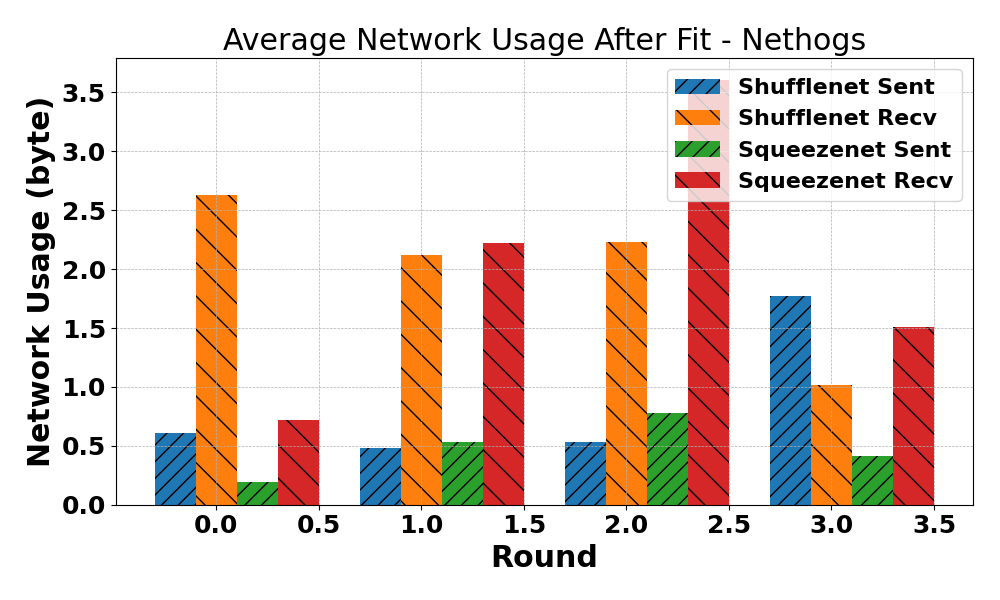 Average Network Usage After Fit - Nethogs
Network Usage (byte)
3.5
3.0
2.5
2.0
1.5
1.0
0.5
0.0
Shufflenet Sent
Shufflenet Recv
Squeezenet Sent
Squeezenet Recv
0.0 0.5 1.0 1.5 2.0 2.5 3.0 3.5
Round